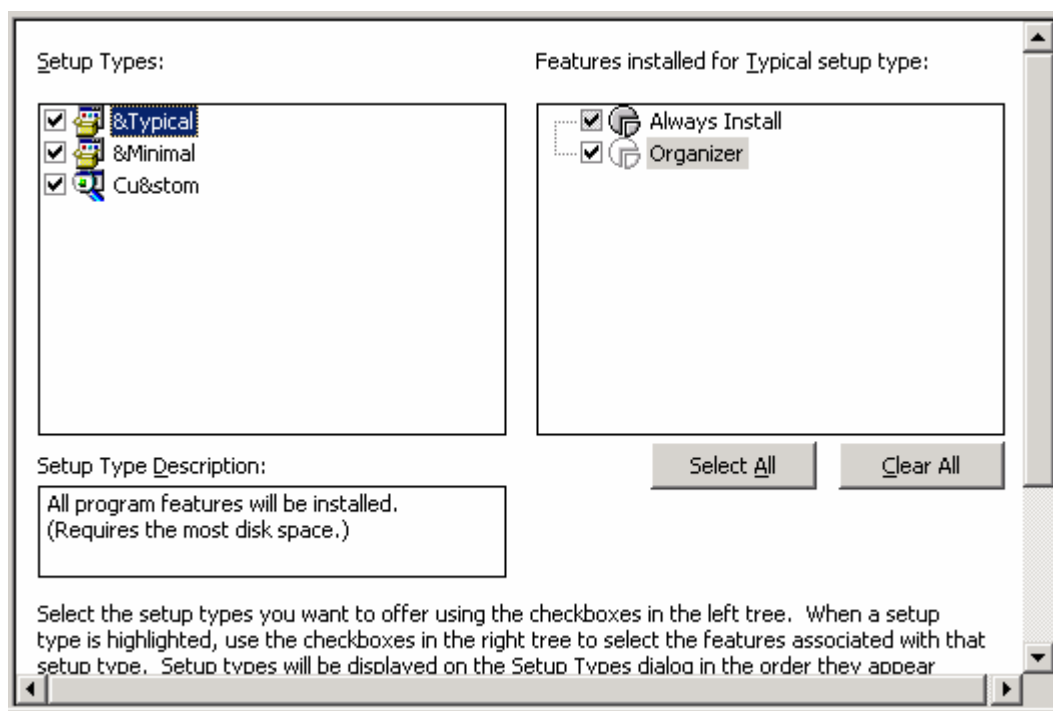 Setup Types:
Features installed for Typical setup type:
&Typical
&Minimal
Cu&stom
Always Install
Organizer
Setup Type Description:
Select All
Clear All
All program features will be installed.
(Requires the most disk space.)
Select the setup types you want to offer using the checkboxes in the left tree.  When a setup
type is highlighted, use the checkboxes in the right tree to select the features associated with that
setup type.  Setup types will be displayed on the Setup Types dialog in the order they appear